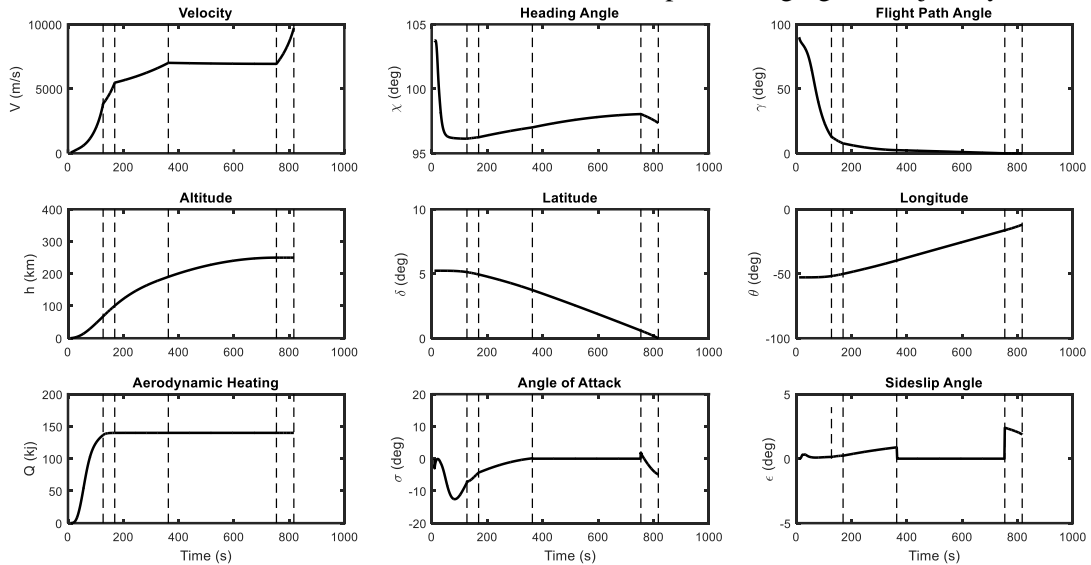 Velocity
10000
5000
0
V (m/s)
0 200 400 600 800 1000
Heading Angle
105
100
95
χ (deg)
0 200 400 600 800 1000
Flight Path Angle
100
50
0
γ (deg)
0 200 400 600 800 1000
Altitude
400
300
200
100
0
h (km)
0 200 400 600 800 1000
Latitude
10
5
0
δ (deg)
0 200 400 600 800 1000
Longitude
0
-50
-100
θ (deg)
0 200 400 600 800 1000
Aerodynamic Heating
200
150
100
50
0
Q (kj)
0 200 400 600 800 1000
Time (s)
Angle of Attack
20
10
0
-10
-20
σ (deg)
0 200 400 600 800 1000
Time (s)
Sideslip Angle
5
0
-5
ϵ (deg)
0 200 400 600 800 1000
Time (s)